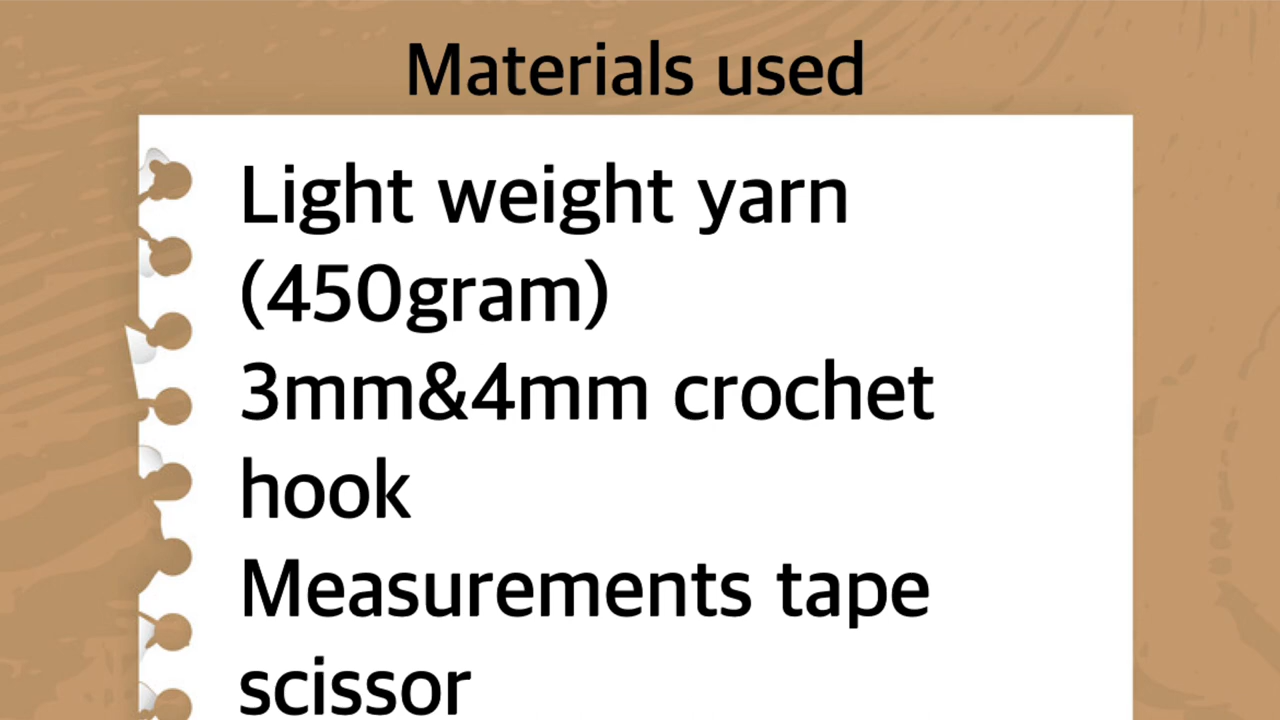 Materials used
Light weight yarn
(450gram)
3mm&4mm crochet
hook
Measurements tape
scissor